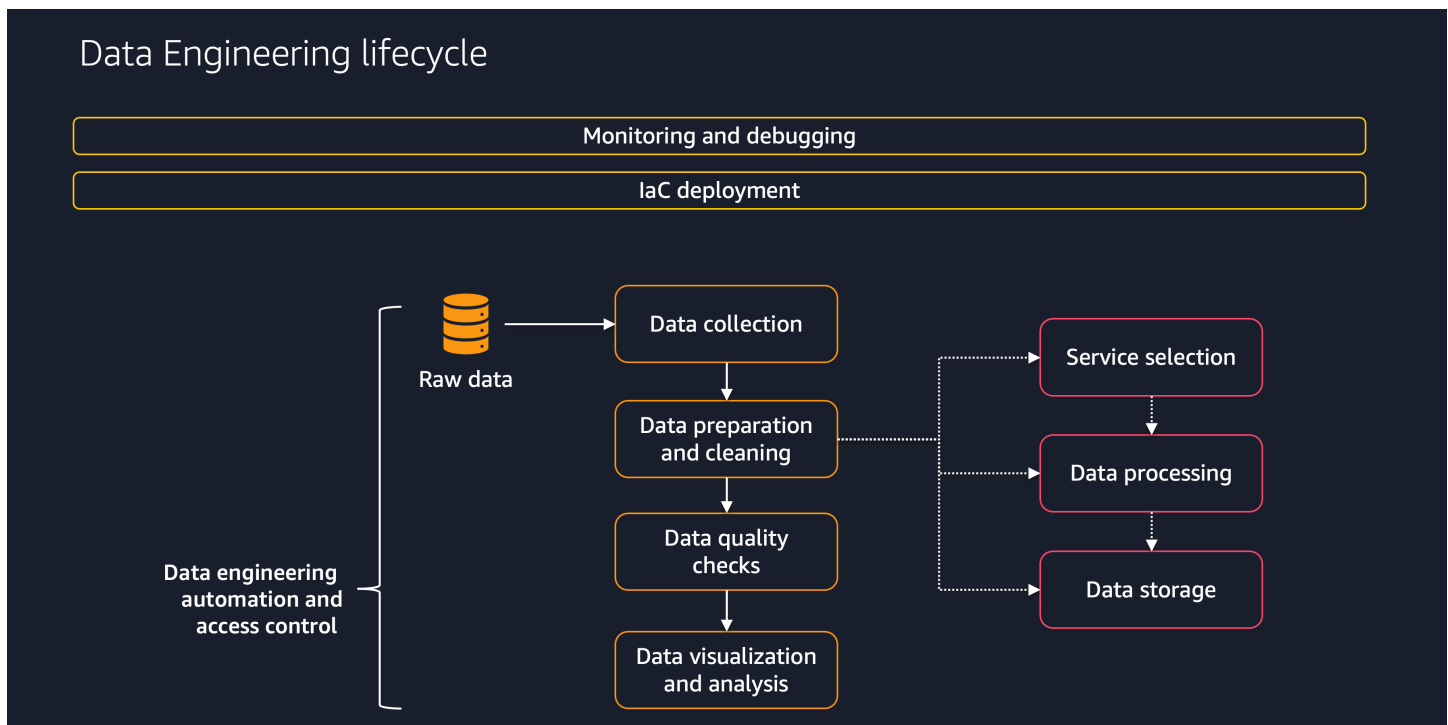 Data Engineering lifecycle
Monitoring and debugging
IaC deployment
Raw data
Data collection
Data preparation
and cleaning
Data quality
checks
Data visualization
and analysis
Service selection
Data processing
Data storage
Data engineering
automation and
access control